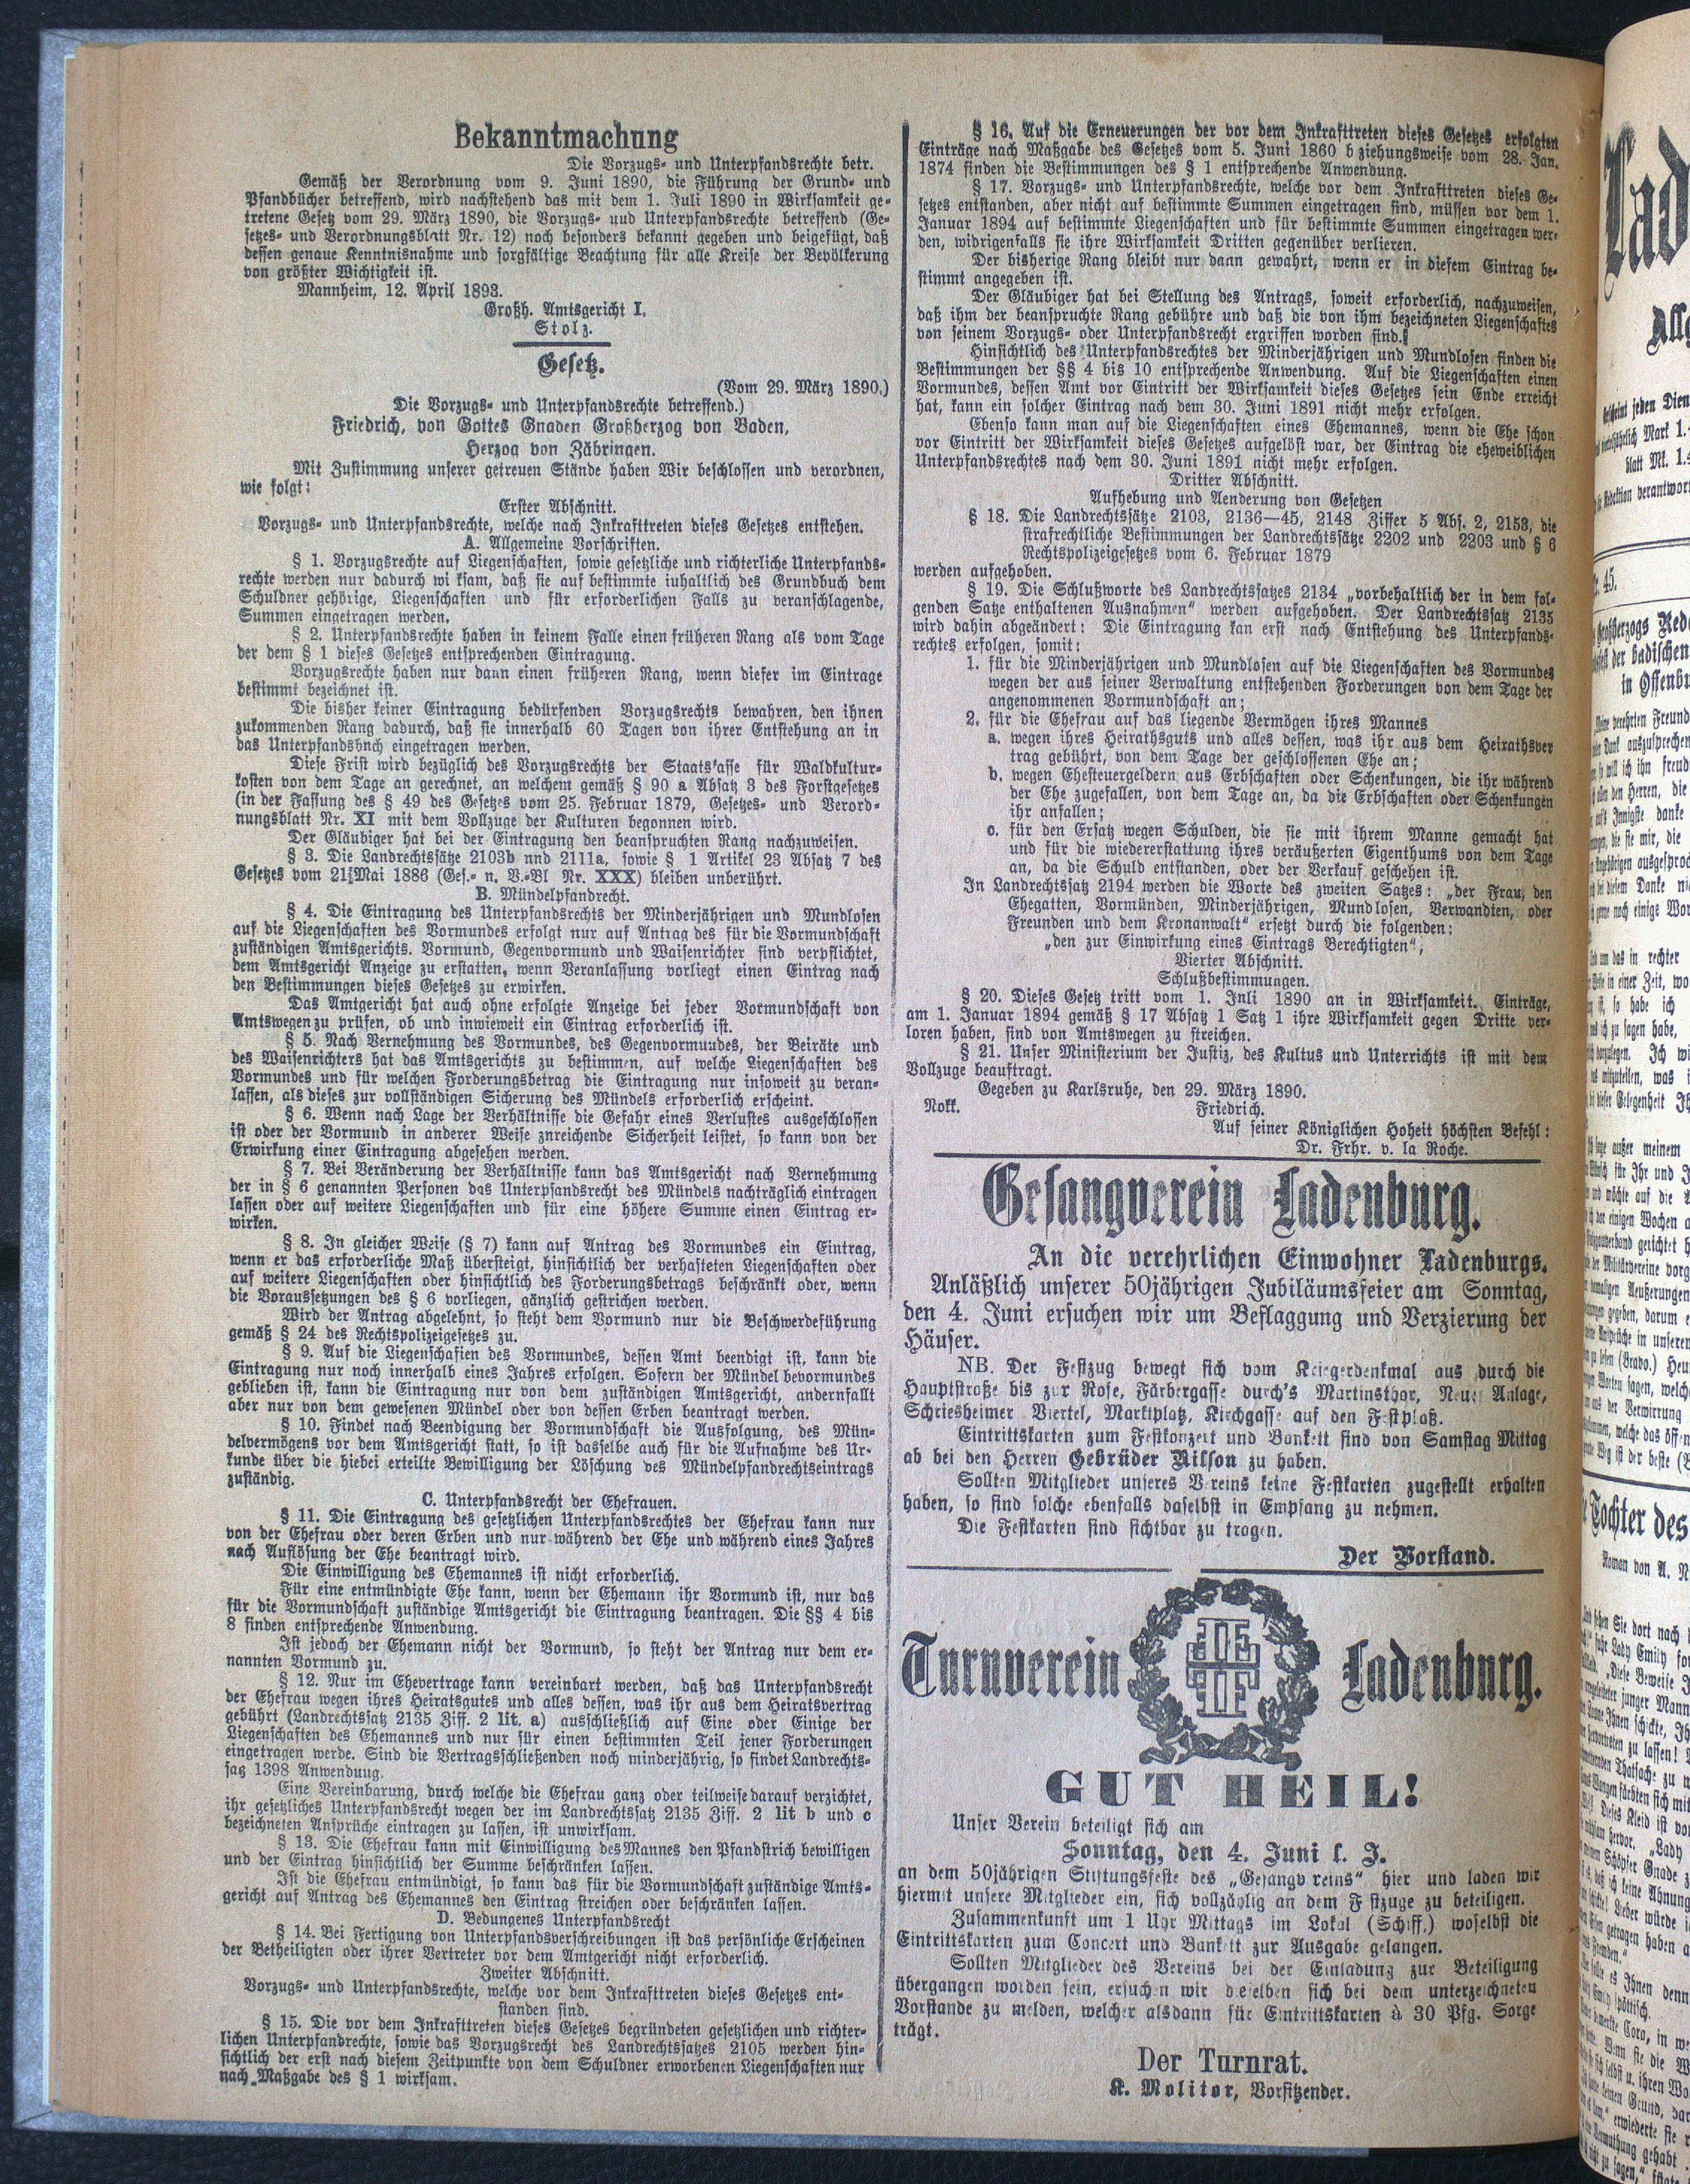 Bekanntmachung
Die Vorzugs- und Unterpfandsrechte betr.
Gemäß der Verordnung vom 9. Juni 1890, die Führung der Grund- und
Pfandbücher betreffend, wird nachstehend das mit dem 1. Juli 1890 in Wirksamkeit ge-
tretene Gesetz vom 29. März 1890, die Vorzugs- uud Unterpfandsrechte betreffend (Ge-
setzes- und Verordnungsblatt Nr. 12) noch besonders bekannt gegeben und beigefügt, daß
dessen genaue Kenntnisnahme und sorgfältige Beachtung für alle Kreise der Bevölkerung
von größter Wichtigkeit ist.
Mannheim, 12. April 1893.
Großh. Amtsgericht I.
Stolz.
Gesetz.
(Vom 29. März 1890.)
Die Vorzugs- und Unterpfandsrechte betreffend.)
Friedrich, von Gottes Gnaden Großherzog von Baden,
Herzog von Zähringen.
Mit Zustimmung unserer getreuen Stände haben Wir beschlossen und verordnen,
wie folgt:
Erster Abschnitt.
Vorzugs- und Unterpfandsrechte, welche nach Inkrafttreten dieses Gesetzes entstehen.
A. Allgemeine Vorschriften.
§ 1. Vorzugsrechte auf Liegenschaften, sowie gesetzliche und richterliche Unterpfands-
rechte werden nur dadurch wi ksam, daß sie auf bestimmte iuhaltlich des Grundbuch dem
Schuldner gehörige, Liegenschaften und für erforderlichen Falls zu veranschlagende,
Summen eingetragen werden.
§ 2. Unterpfandsrechte haben in keinem Falle einen früheren Rang als vom Tage
der dem § 1 dieses Gesetzes entsprechenden Eintragung.
Vorzugsrechte haben nur dann einen früheren Rang, wenn dieser im Eintrage
bestimmt bezeichnet ist.
Die bisher keiner Eintragung bedürfenden Vorzugsrechts bewahren, den ihnen
zukommenden Rang dadurch, daß sie innerhalb 60 Tagen von ihrer Entstehung an in
das Unterpfandsbnch eingetragen werden.
Diese Frist wird bezüglich des Vorzugsrechts der Staatskasse für Waldkultur-
kosten von dem Tage an gerechnet, an welchem gemäß § 90 a Absatz 3 des Forstgesetzes
(in der Fassung des § 49 des Gesetzes vom 25. Februar 1879, Gesetzes- und Verord-
nungsblatt Nr. XI mit dem Vollzuge der Kulturen begonnen wird.
Der Gläubiger hat bei der Eintragung den beanspruchten Rang nachzuweisen.
§ 3. Die Landrechtsätze 2103b nnd 2111a, sowie § 1 Artikel 23 Absatz 7 des
Gesetzes vom 21. Mai 1886 (Ges.- n. V.-Bl Nr. XXX) bleiben unberührt.
B. Mündelpfandrecht.
§ 4. Die Eintragung des Unterpfandsrechts der Minderjährigen und Mundlosen
auf die Liegenschaften des Vormundes erfolgt nur auf Antrag des für die Vormundschaft
zuständigen Amtsgerichts. Vormund, Gegenvormund und Waisenrichter sind verpflichtet,
dem Amtsgericht Anzeige zu erstatten, wenn Veranlassung vorliegt einen Eintrag nach
den Bestimmungen dieses Gesetzes zu erwirken.
Das Amtgericht hat auch ohne erfolgte Anzeige bei jeder Vormundschaft von
Amtswegen zu prüfen, ob und inwieweit ein Eintrag erforderlich ist.
§ 5. Nach Vernehmung des Vormundes, des Gegenvormundes, der Beiräte und
des Waisenrichters hat das Amtsgerichts zu bestimmen, auf welche Liegenschaften des
Vormundes und für welchen Forderungsbetrag die Eintragung nur insoweit zu veran-
lassen, als dieses zur vollständigen Sicherung des Mündels erforderlich erscheint.
§ 6. Wenn nach Lage der Verhältnisse die Gefahr eines Verlustes ausgeschlossen
ist oder der Vormund in anderer Weise znreichende Sicherheit leistet, so kann von der
Erwirkung einer Eintragung abgesehen werden.
§ 7. Bei Veränderung der Verhältnisse kann das Amtsgericht nach Vernehmung
der in § 6 genannten Personen das Unterpfandsrecht des Mündels nachträglich eintragen
lassen oder auf weitere Liegenschaften und für eine höhere Summe einen Eintrag er-
wirken.
§ 8. In gleicher Weise (§ 7) kann auf Antrag des Vormundes ein Eintrag,
wenn er das erforderliche Maß übersteigt, hinsichtlich der verhafteten Liegenschaften oder
auf weitere Liegenschaften oder hinsichtlich des Forderungsbetrags beschränkt oder, wenn
die Voraussetzungen des § 6 vorliegen, gänzlich gestrichen werden.
Wird der Antrag abgelehnt, so steht dem Vormund nur die Beschwerdeführung
gemäß § 24 des Rechtspolizeigesetzes zu.
§ 9. Auf die Liegenschafien des Vormundes, dessen Amt beendigt ist, kann die
Eintragung nur noch innerhalb eines Jahres erfolgen. Sofern der Mündel bevormundes
geblieben ist, kann die Eintragung nur von dem zuständigen Amtsgericht, andernfallt
aber nur von dem gewesenen Mündel oder von dessen Erben beantragt werden.
§ 10. Findet nach Beendigung der Vormundschaft die Ausfolgung, des Mün-
delvermögens vor dem Amtsgericht statt, so ist dasselbe auch für die Aufnahme des Ur-
kunde über die hiebei erteilte Bewilligung der Löschung des Mündelpfandrechtseintrags
zuständig.
C. Unterpfandsrecht der Ehefrauen.
§ 11. Die Eintragung des gesetzlichen Unterpfandsrechtes der Ehefrau kann nur
von der Ehefrau oder deren Erben und nur während der Ehe und während eines Jahres
nach Auflösung der Ehe beantragt wird.
Die Einwilligung des Ehemannes ist nicht erforderlich.
Für eine entmündigte Ehe kann, wenn der Ehemann ihr Vormund ist, nur das
für die Vormundschaft zuständige Amtsgericht die Eintragung beantragen. Die §§ 4 bis
8 finden entsprechende Anwendung.
Ist jedoch der Ehemann nicht der Vormund, so steht der Antrag nur dem er-
nannten Vormund zu.
§ 12. Nur im Ehevertrage kann vereinbart werden, daß das Unterpfandsrecht
der Ehefrau wegen ihres Heiratsgutes und alles dessen, was ihr aus dem Heiratsvertrag
gebührt (Landrechtssatz 2135 Ziff. 2 lit. a) ausschließlich auf Eine oder Einige der
Liegenschaften des Ehemannes und nur für einen bestimmten Teil jener Forderungen
eingetragen werde. Sind die Vertragsschließenden noch minderjährig, so findet Landrechts-
satz 1398 Anwendung.
Eine Vereinbarung, durch welche die Ehefrau ganz oder teilweise darauf verzichtet,
ihr gesetzliches Unterpfandsrecht wegen der im Landrechtssatz 2135 Ziff. 2 lit b und c
bezeichneten Ansprüche eintragen zu lassen, ist unwirksam.
§ 13. Die Ehefrau kann mit Einwilligung des Mannes den Pfandstrich bewilligen
und der Eintrag hinsichtlich der Summe beschränken lassen.
Ist die Ehefrau entmündigt, so kann das für die Vormundschaft zuständige Amts-
gericht auf Antrag des Ehemannes den Eintrag streichen oder beschränken lassen.
D. Bedungenes Unterpfandsrecht
§ 14. Bei Fertigung von Unterpfandsverschreibungen ist das persönliche Erscheinen
der Betheiligten oder ihrer Vertreter vor dem Amtgericht nicht erforderlich.
Zweiter Abschnitt.
Vorzugs- und Unterpfandsrechte, welche vor dem Inkrafttreten dieses Gesetzes ent-
standen sind.
§ 15. Die vor dem Inkrafttreten dieses Gesetzes begründeten gesetzlichen und richter-
lichen Unterpfandrechte, sowie das Vorzugsrecht des Landrechtssatzes 2105 werden hin-
sichtlich der erst nach diesem Zeitpunkte von dem Schuldner erworbenen Liegenschaften nur
nach Maßgabe des § 1 wirksam.
§ 16. Auf die Erneuerungen der vor dem Inkrafttreten dieses Gesetzes erfolgten
Einträge nach Maßgabe des Gesetzes vom 5. Juni 1860 b ziehungsweise vom 28. Jan.
1874 finden die Bestimmungen des § 1 entsprechende Anwendung.
§ 17. Vorzugs- und Unterpfandsrechte, welche vor dem Inkrafttreten dieses Ge-
setzes entstanden, aber nicht auf bestimmte Summen eingetragen sind, müssen vor dem 1.
Januar 1894 auf bestimmte Liegenschaften und für bestimmte Summen eingetragen wer-
den, widrigenfalls sie ihre Wirksamkeit Dritten gegenüber verlieren.
Der bisherige Rang bleibt nur dann gewahrt, wenn er in diesem Eintrag be-
stimmt angegeben ist.
Der Gläubiger hat bei Stellung des Antrags, soweit erforderlich, nachzuweisen,
daß ihm der beanspruchte Rang gebühre und daß die von ihm bezeichneten Liegenschaftes
von seinem Vorzugs- oder Unterpfandsrecht ergriffen worden sind.
Hinsichtlich des Unterpfandsrechtes der Minderjährigen und Mundlosen finden die
Bestimmungen der §§ 4 bis 10 entsprechende Anwendung. Auf die Liegenschaften einen
Vormundes, dessen Amt vor Eintritt der Wirksamkeit dieses Gesetzes sein Ende erreicht
hat, kann ein solcher Eintrag nach dem 30. Juni 1891 nicht mehr erfolgen.
Ebenso kann man auf die Liegenschaften eines Ehemannes, wenn die Ehe schon
vor Eintritt der Wirksamkeit dieses Gesetzes aufgelöst war, der Eintrag die eheweiblichen
Unterpfandsrechtes nach dem 30. Juni 1891 nicht mehr erfolgen.
Dritter Abschnitt.
Aufhebung und Aenderung von Gesetzen
§ 18. Die Landrechtsätze 2103, 2136—45, 2148 Ziffer 5 Abs. 2, 2153, die
strafrechtliche Bestimmungen der Landrechtsätze 2202 und 2203 und § 6
Rechtspolizeigesetzes vom 6. Februar 1879
werden aufgehoben.
§ 19. Die Schlußworte des Landrechtssatzes 2134 „vorbehaltlich der in dem fol-
genden Satze enthaltenen Ausnahmen“ werden aufgehoben. Der Landrechtssatz 2135
wird dahin abgeändert: Die Eintragung kan erst nach Entstehung des Unterpfands-
rechtes erfolgen, somit:
1. für die Minderjährigen und Mundlosen auf die Liegenschaften des Vormundes
wegen der aus seiner Verwaltung entstehenden Forderungen von dem Tage der
angenommenen Vormundschaft an;
2. für die Ehefrau auf das liegende Vermögen ihres Mannes
a. wegen ihres Heirathsguts und alles dessen, was ihr aus dem Heirathsver
trag gebührt, von dem Tage der geschlossenen Ehe an;
b. wegen Ehesteuergeldern aus Erbschaften oder Schenkungen, die ihr während
der Ehe zugefallen, von dem Tage an, da die Erbschaften oder Schenkungen
ihr anfallen;
c. für den Ersatz wegen Schulden, die sie mit ihrem Manne gemacht hat
und für die wiedererstattung ihres veräußerten Eigenthums von dem Tage
an, da die Schuld entstanden, oder der Verkauf geschehen ist.
In Landrechtssatz 2194 werden die Worte des zweiten Satzes: „der Frau, den
Ehegatten, Vormünden, Minderjährigen, Mundlosen, Verwandten, oder
Freunden und dem Kronanwalt“ ersetzt durch die folgenden:
„den zur Einwirkung eines Eintrags Berechtigten“,
Vierter Abschnitt.
Schlußbestimmungen.
§ 20. Dieses Gesetz tritt vom 1. Inli 1890 an in Wirksamkeit. Einträge,
am 1. Januar 1894 gemäß § 17 Absatz 1 Satz 1 ihre Wirksamkeit gegen Dritte ver-
loren haben, sind von Amtswegen zu streichen.
§ 21. Unser Ministerium der Justiz, des Kultus und Unterrichts ist mit dem
Vollzuge beauftragt.
Gegeben zu Karlsruhe, den 29. März 1890.
Nokk. Friedrich.
Auf seiner Königlichen Hoheit höchsten Befehl:
Dr. Frhr. v. la Roche.
Gesangverein Ladenburg.
An die verehrlichen Einwohner Ladenburgs.
Anläßlich unserer 50jährigen Jubiläumsfeier am Sonntag,
den 4. Juni ersuchen wir um Beflaggung und Verzierung der
Häuser.
NB. Der Festzug bewegt sich vom Kriegerdenkmal aus durch die
Hauptstraße bis zur Rose, Färbergasse durch's Martinsthor, Neue Anlage,
Schriesheimer Viertel, Marktplatz, Kirchgasse auf den Festplatz.
Eintrittskarten zum Festkonzert und Bankett sind von Samstag Mittag
ab bei den Herren Gebrüder Nilson zu haben.
Sollten Mitglieder unseres Vereins keine Festkarten zugestellt erhalten
haben, so sind solche ebenfalls daselbst in Empfang zu nehmen.
Die Festkarten sind sichtbar zu tragen.
Der Vorstand.
Turnverein Ladenburg.
GUT HEIL!
Unser Verein beteiligt sich am
Sonntag, den 4. Juni l. J.
an dem 50jährigen Stiftungsfeste des „Gesangv reins“ hier und laden wir
hiermit unsere Mitglieder ein, sich vollzählig an dem F stzuge zu beteiligen.
Zusammenkunft um 1 Uhr Mittags im Lokal (Schiff,) woselbst die
Eintrittskarten zum Concert und Bankett zur Ausgabe gelangen.
Sollten Mitglieder des Vereins bei der Einladung zur Beteiligung
übergangen worden sein, ersuchen wir dieselben sich bei dem unterzeichneten
Vorstande zu melden, welcher alsdann für Eintrittskarten à 30 Pfg. Sorge
trägt.
Der Turnrat.
K. Molitor, Vorsitzender.